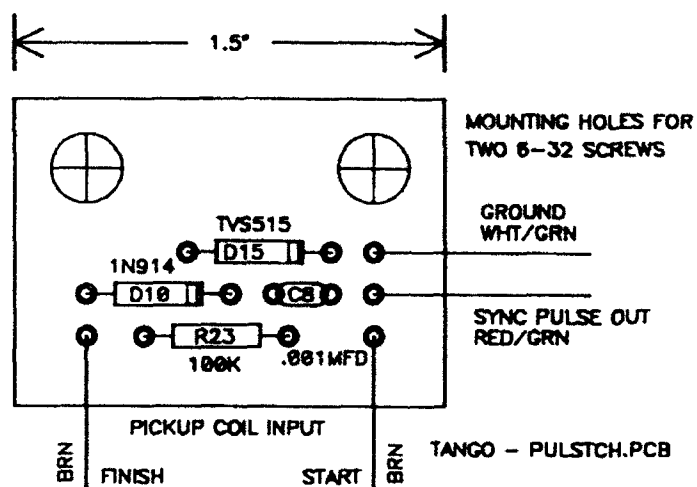 1.5"
MOUNTING HOLES FOR
TWO 6-32 SCREWS
TVS515
GROUND
WHT/GRN
D15
1N914
D10
C8
SYNC PULSE OUT
RED/GRN
R23
100K
.001MFD
PICKUP COIL INPUT
TANGO - PULSTCH.PCB
BRN
FINISH
START
BRN